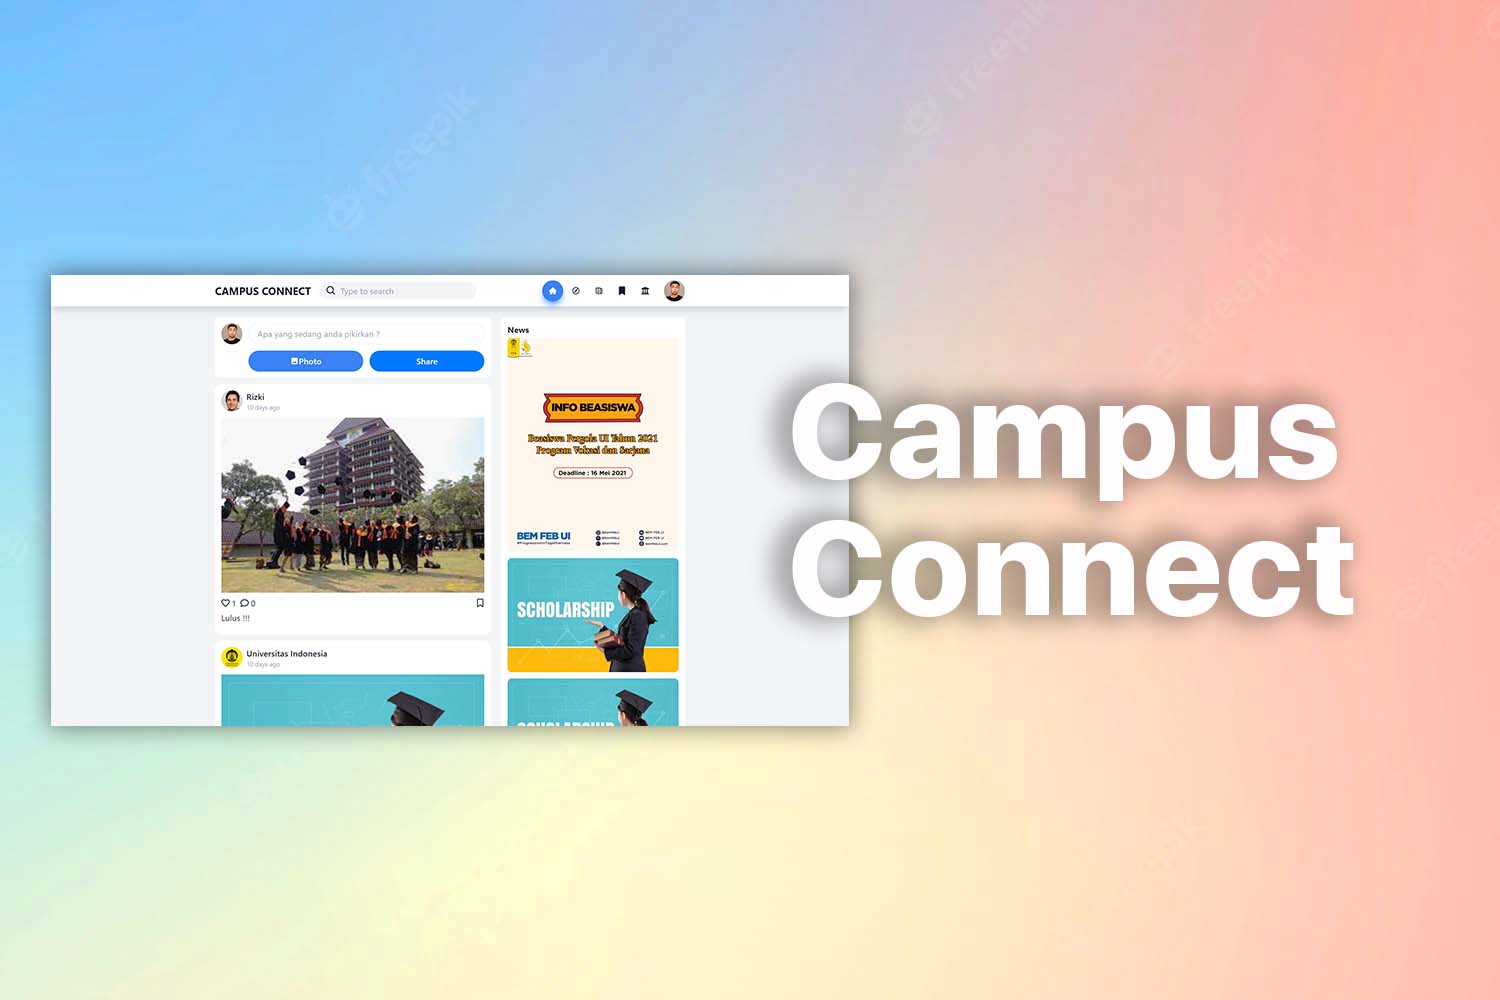 CAMPUS CONNECT
Type to search
Apa yang sedang anda pikirkan ?
Photo
Share
Rizki
10 days ago
1
0
Lulus !!!
Universitas Indonesia
10 days ago
News
INFO BEASISWA
Beasiswa Pergola UI Tahun 2021
Program Vokasi dan Sarjana
Deadline : 16 Mei 2021
BEM FEB UI
SCHOLARSHIP
SCHOLARSHIP
Campus
Connect
freepik
freepik
freepik